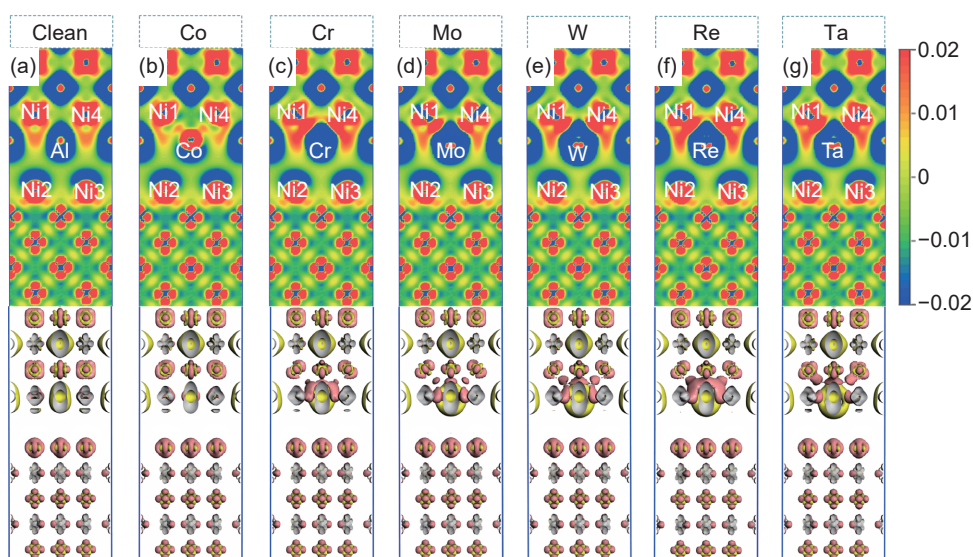 Clean Co Cr Mo W Re Ta
(a) (b) (c) (d) (e) (f) (g)
Ni1 Ni4 Ni1 Ni4 Ni1 Ni4 Ni1 Ni4 Ni1 Ni4 Ni1 Ni4 Ni1 Ni4
Al Co Cr Mo W Re Ta
Ni2 Ni3 Ni2 Ni3 Ni2 Ni3 Ni2 Ni3 Ni2 Ni3 Ni2 Ni3 Ni2 Ni3
0.02
0.01
0
−0.01
−0.02